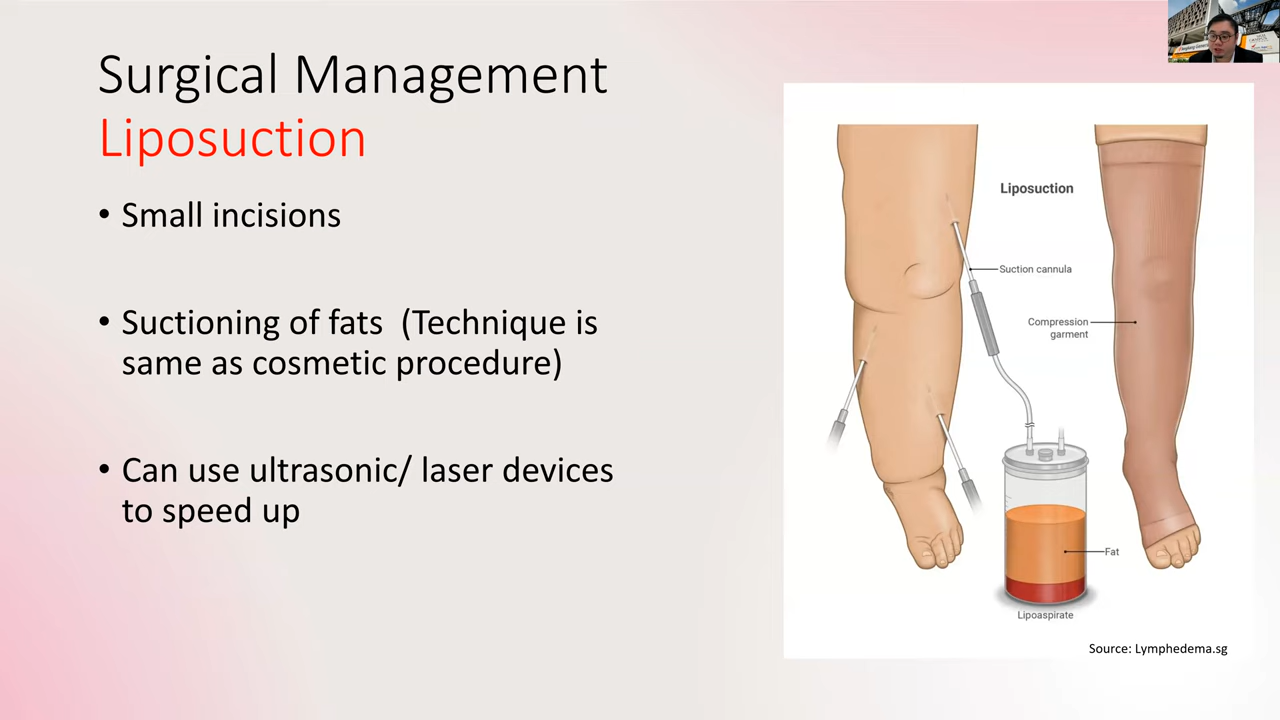 Surgical Management
Liposuction
• Small incisions
• Suctioning of fats  (Technique is
same as cosmetic procedure)
• Can use ultrasonic/ laser devices
to speed up
Liposuction
Suction cannula
Compression
garment
Fat
Lipoaspirate
Source: Lymphedema.sg